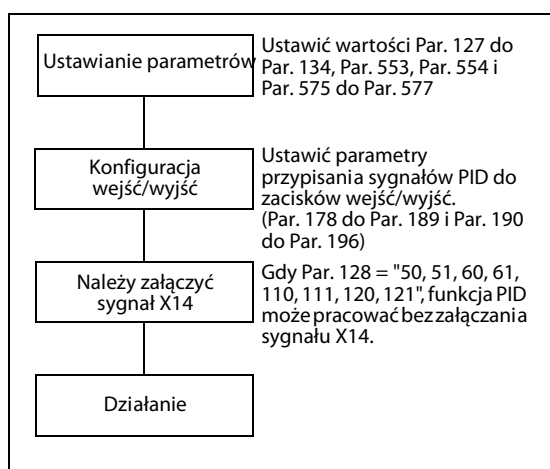 Ustawianie parametrów
Ustawić wartości Par. 127 do
Par. 134, Par. 553, Par. 554 i
Par. 575 do Par. 577
Konfiguracja
wejść/wyjść
Ustawić parametry
przypisania sygnałów PID do
zacisków wejść/wyjść.
(Par. 178 do Par. 189 i Par. 190
do Par. 196)
Należy załączyć
sygnał X14
Gdy Par. 128 = "50, 51, 60, 61,
110, 111, 120, 121", funkcja PID
może pracować bez załączania
sygnału X14.
Działanie